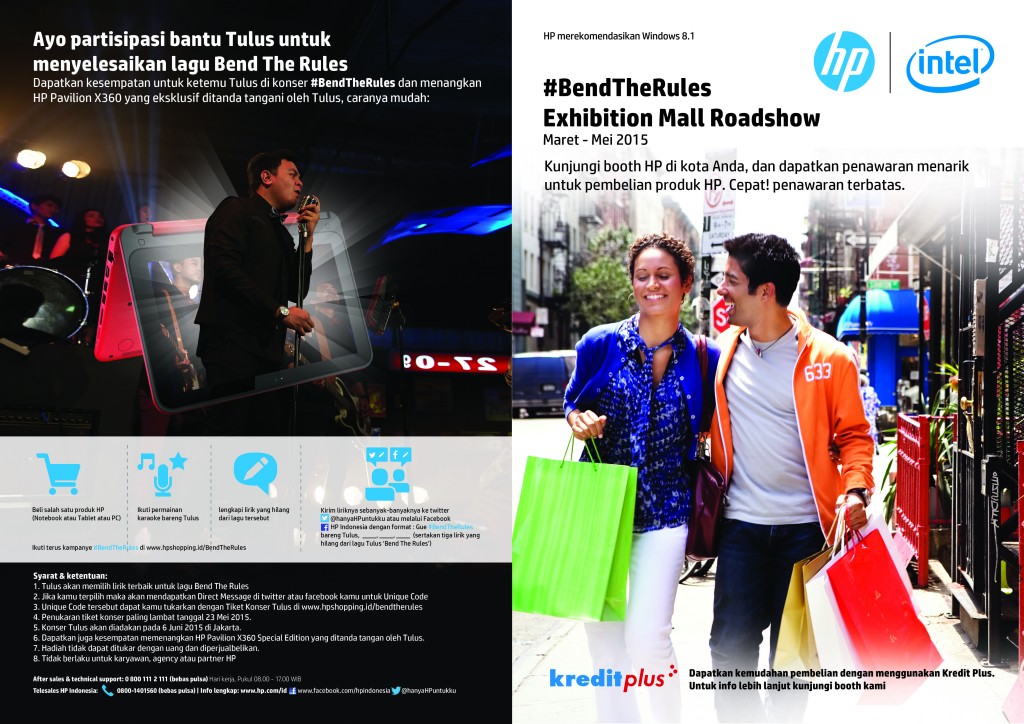 Ayo partisipasi bantu Tulus untuk
menyelesaikan lagu Bend The Rules
Dapatkan kesempatan untuk ketemu Tulus di konser #BendTheRules dan menangkan
HP Pavilion X360 yang eksklusif ditanda tangani oleh Tulus, caranya mudah:
27-09
Beli salah satu produk HP
(Notebook atau Tablet atau PC)
Ikuti permainan
karaoke bareng Tulus
lengkapi lirik yang hilang
dari lagu tersebut
Kirim liriknya sebanyak-banyaknya ke twitter
@hanyaHPuntukku atau melalui Facebook
HP Indonesia dengan format : Gue #BendTheRules
bareng Tulus, _____, _____, _____ (sertakan tiga lirik yang
hilang dari lagu Tulus 'Bend The Rules')
Ikuti terus kampanye #BendTheRules di www.hpshopping.id/BendTheRules
Syarat & ketentuan:
1. Tulus akan memilih lirik terbaik untuk lagu Bend The Rules
2. Jika kamu terpilih maka akan mendapatkan Direct Message di twitter atau facebook kamu untuk Unique Code
3. Unique Code tersebut dapat kamu tukarkan dengan Tiket Konser Tulus di www.hpshopping.id/bendtherules
4. Penukaran tiket konser paling lambat tanggal 23 Mei 2015.
5. Konser Tulus akan diadakan pada 6 Juni 2015 di Jakarta.
6. Dapatkan juga kesempatan memenangkan HP Pavilion X360 Special Edition yang ditanda tangan oleh Tulus.
7. Hadiah tidak dapat ditukar dengan uang dan diperjualbelikan.
8. Tidak berlaku untuk karyawan, agency atau partner HP
After sales & technical support: 0 800 111 2 111 (bebas pulsa) Hari kerja, Pukul 08.00 - 17.00 WIB
Telesales HP Indonesia: 0800-1401560 (bebas pulsa) | Info lengkap: www.hp.com/id www.facebook.com/hpindonesia @hanyaHPuntukku
HP merekomendasikan Windows 8.1
hp
intel
#BendTheRules
Exhibition Mall Roadshow
Maret - Mei 2015
Kunjungi booth HP di kota Anda, dan dapatkan penawaran menarik
untuk pembelian produk HP. Cepat! penawaran terbatas.
633
kreditplus
Dapatkan kemudahan pembelian dengan menggunakan Kredit Plus.
Untuk info lebih lanjut kunjungi booth kami